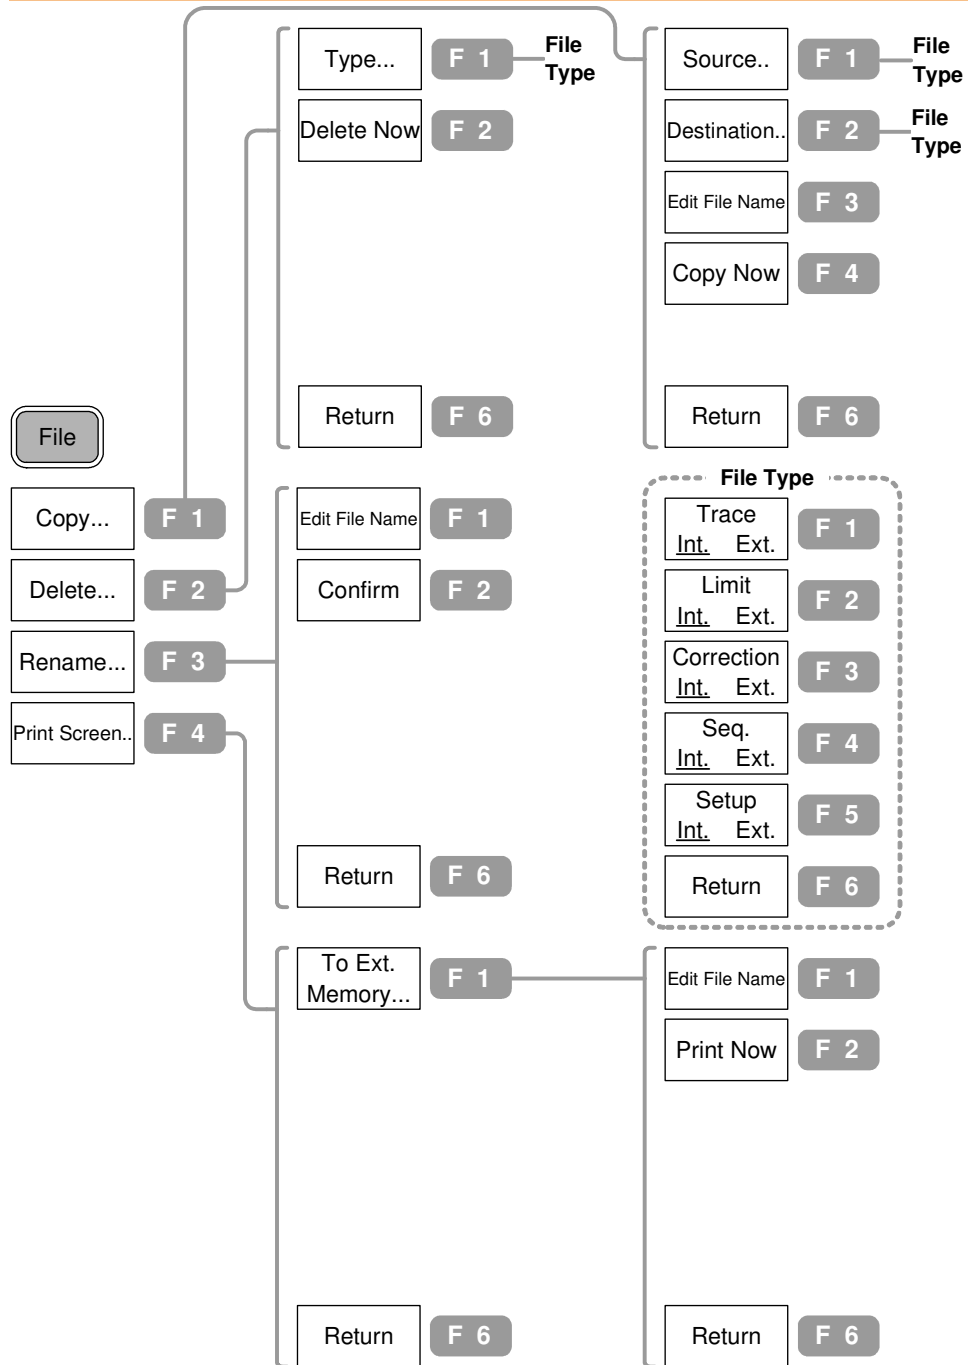 File
Copy...
F 1
Delete...
F 2
Rename...
F 3
Print Screen..
F 4
Type...
F 1
File
Type
Delete Now
F 2
Return
F 6
Source..
F 1
File
Type
Destination..
F 2
File
Type
Edit File Name
F 3
Copy Now
F 4
Return
F 6
Edit File Name
F 1
Confirm
F 2
Return
F 6
File Type
Trace
Int. Ext.
F 1
Limit
Int. Ext.
F 2
Correction
Int. Ext.
F 3
Seq.
Int. Ext.
F 4
Setup
Int. Ext.
F 5
Return
F 6
To Ext.
Memory...
F 1
Return
F 6
Edit File Name
F 1
Print Now
F 2
Return
F 6